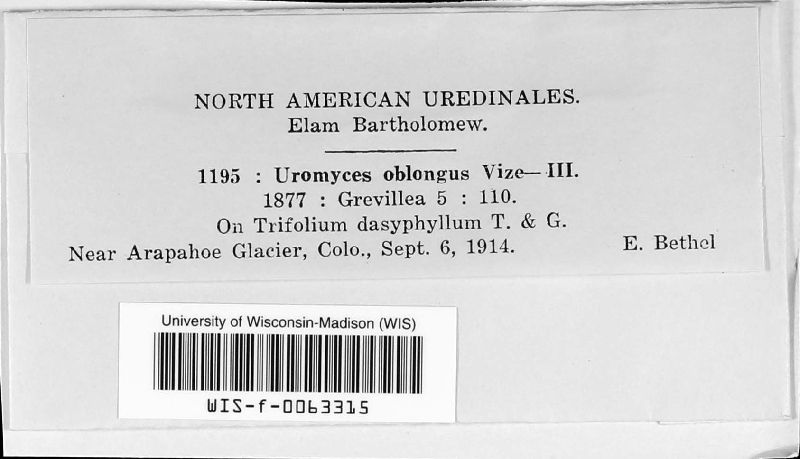 NORTH AMERICAN UREDINALES.
Elam Bartholomew.
1195 : Uromyces oblongus Vize—III.
1877 : Grevillea 5 : 110.
On Trifolium dasyphyllum T. & G.
Near Arapahoe Glacier, Colo., Sept. 6, 1914. E. Bethel
University of Wisconsin-Madison (WIS)
WIS-f-0063315